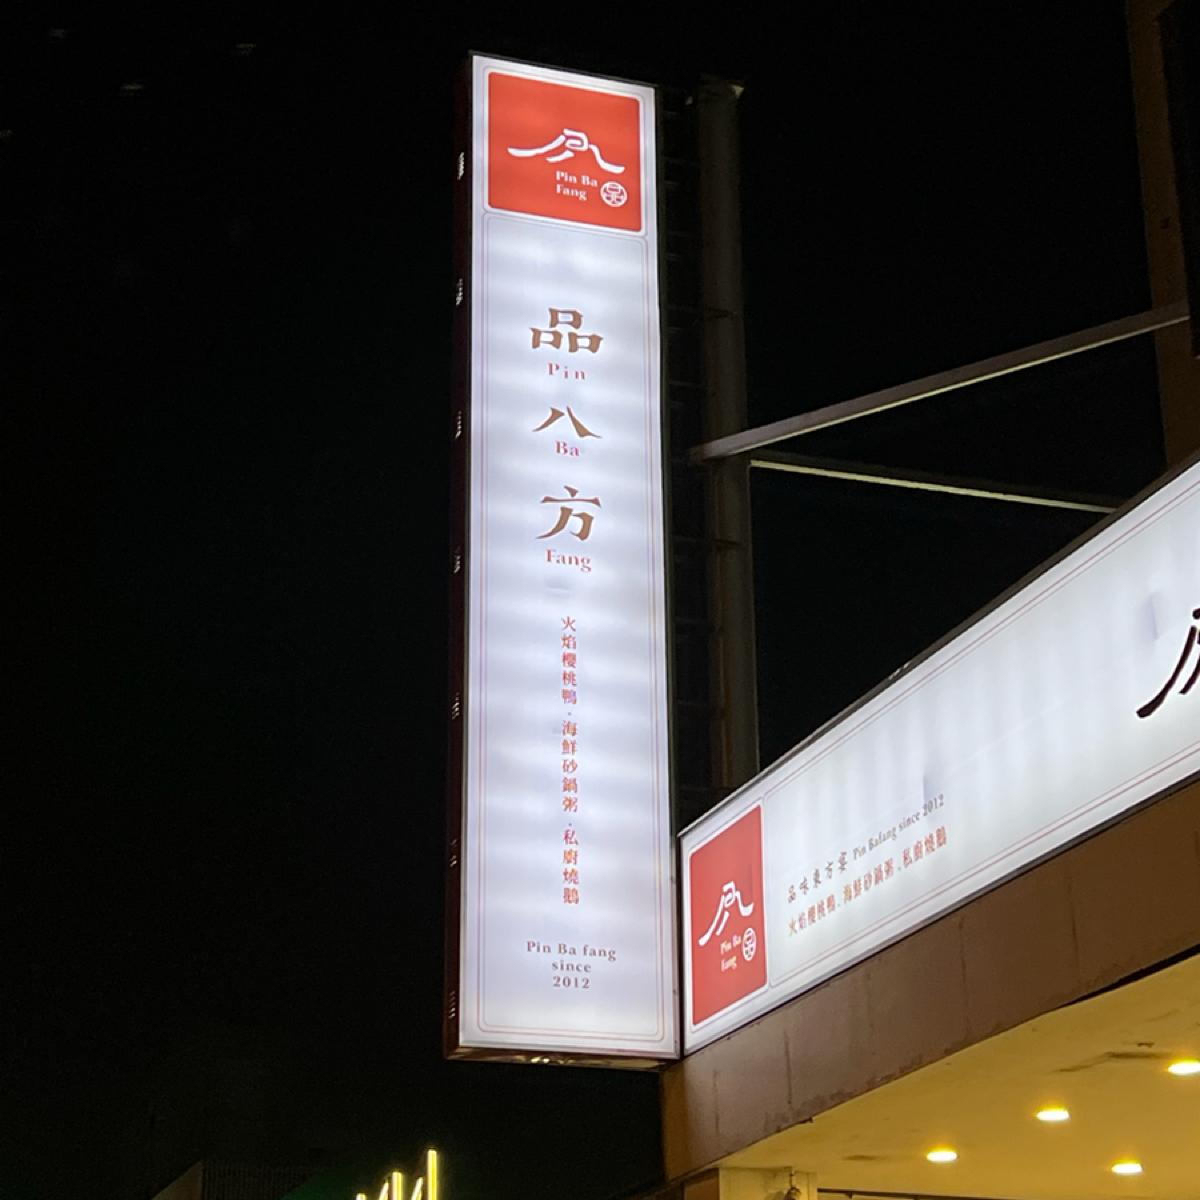 Pin Ba
Fang
品
Pin
八
Ba
方
Fang
火焰櫻桃鴨.海鮮砂鍋粥.私廚燒鵝
Pin Ba fang
since
2012
Pin Ba
Fang
品味東方宴 Pin Bafang since 2012
火焰櫻桃鴨.海鮮砂鍋粥.私廚燒鵝